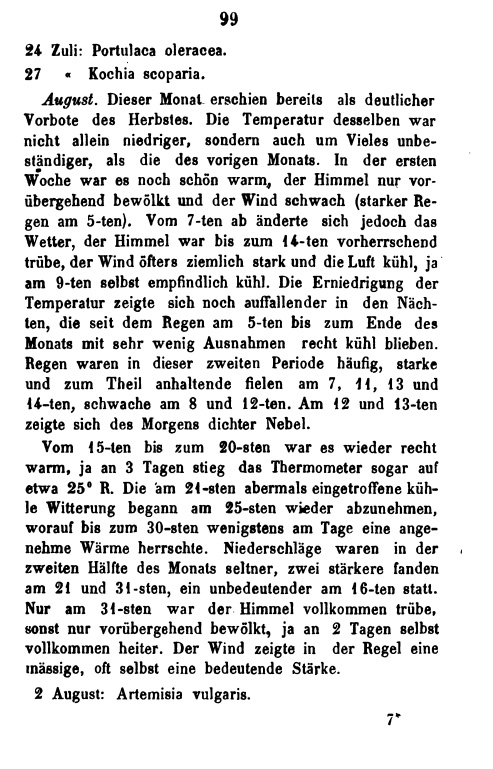 99
24 Zuli: Portulaca oleracea.
27 « Kochia scoparia.
August. Dieser Monat erschien bereits als deutlicher
Vorbote des Herbstes. Die Temperatur desselben war
nicht allein niedriger, sondern auch um Vieles unbe-
ständiger, als die des vorigen Monats. In der ersten
Woche war es noch schön warm, der Himmel nur vor-
übergehend bewölkt und der Wind schwach (starker Re-
gen am 5-ten). Vom 7-ten ab änderte sich jedoch das
Wetter, der Himmel war bis zum 14-ten vorherrschend
trübe, der Wind öfters ziemlich stark und die Luft kühl, ja
am 9-ten selbst empfindlich kühl. Die Erniedrigung der
Temperatur zeigte sich noch auffallender in den Näch-
ten, die seit dem Regen am 5-ten bis zum Ende des
Monats mit sehr wenig Ausnahmen recht kühl blieben.
Regen waren in dieser zweiten Periode häufig, starke
und zum Theil anhaltende fielen am 7, 11, 13 und
14-ten, schwache am 8 und 12-ten. Am 12 und 13-ten
zeigte sich des Morgens dichter Nebel.
Vom 15-ten bis zum 20-sten war es wieder recht
warm, ja an 3 Tagen stieg das Thermometer sogar auf
etwa 25° R. Die am 21-sten abermals eingetroffene küh-
le Witterung begann am 25-sten wieder abzunehmen,
worauf bis zum 30-sten wenigstens am Tage eine ange-
nehme Wärme herrschte. Niederschläge waren in der
zweiten Hälfte des Monats seltner, zwei stärkere fanden
am 21 und 31-sten, ein unbedeutender am 16-ten statt.
Nur am 31-sten war der Himmel vollkommen trübe,
sonst nur vorübergehend bewölkt, ja an 2 Tagen selbst
vollkommen heiter. Der Wind zeigte in der Regel eine
mässige, oft selbst eine bedeutende Stärke.
2 August: Artemisia vulgaris.
7*